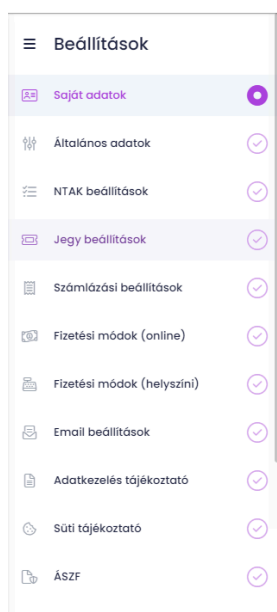 Beállítások
Saját adatok
Általános adatok
NTAK beállítások
Jegy beállítások
Számlázási beállítások
Fizetési módok (online)
Fizetési módok (helyszíni)
Email beállítások
Adatkezelés tájékoztató
Süti tájékoztató
ÁSZF